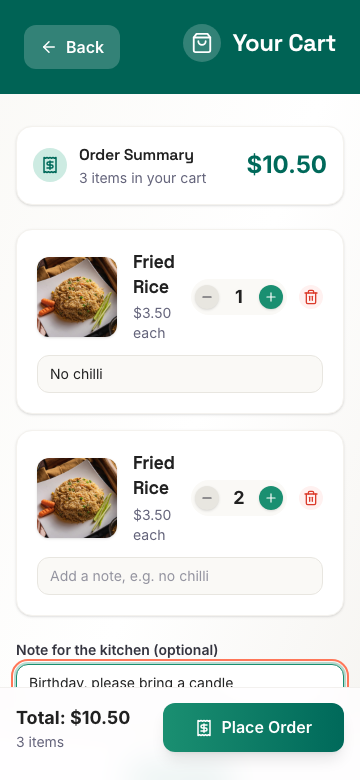 Back
Your Cart
Order Summary
3 items in your cart
$10.50
Fried
Rice
$3.50
each
1
No chilli
Fried
Rice
$3.50
each
2
Add a note, e.g. no chilli
Note for the kitchen (optional)
Birthday, please bring a candle
Total: $10.50
3 items
Place Order